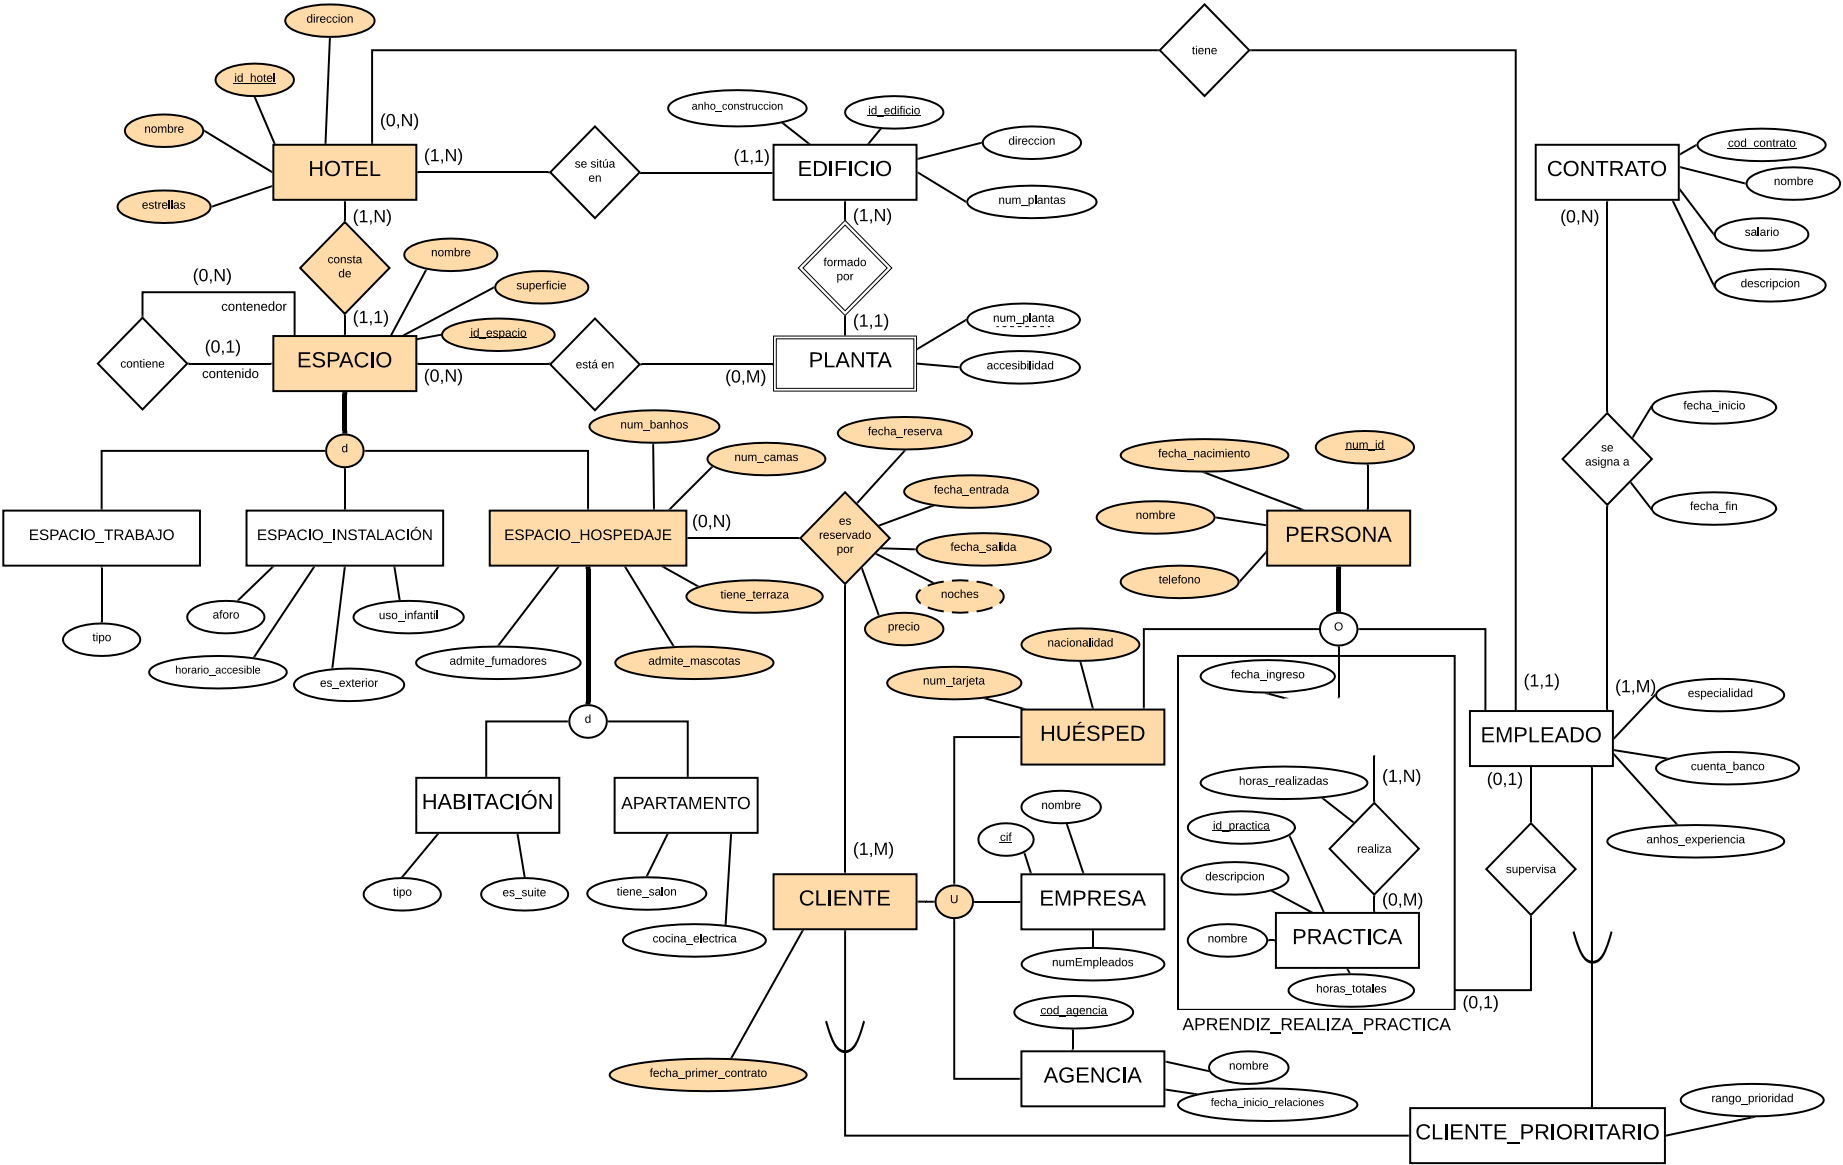 direccion
tiene
id_hotel
nombre
estrellas
HOTEL
(0,N)
(1,N)
(1,N)
se sitúa
en
(1,1)
anho_construccion
id_edificio
EDIFICIO
direccion
num_plantas
(1,N)
CONTRATO
cod_contrato
nombre
salario
descripcion
(0,N)
consta
de
nombre
superficie
id_espacio
(1,1)
formado
por
(1,1)
(0,N)
contenedor
contiene
(0,1)
contenido
ESPACIO
(0,N)
está en
(0,M)
PLANTA
num_planta
accesibilidad
d
num_banhos
num_camas
fecha_reserva
fecha_entrada
fecha_salida
noches
precio
es
reservado
por
(0,N)
fecha_nacimiento
num_id
nombre
telefono
PERSONA
fecha_inicio
se
asigna a
fecha_fin
ESPACIO_TRABAJO
ESPACIO_INSTALACIÓN
ESPACIO_HOSPEDAJE
tipo
aforo
horario_accesible
es_exterior
uso_infantil
admite_fumadores
admite_mascotas
tiene_terraza
O
nacionalidad
num_tarjeta
HUÉSPED
fecha_ingreso
(1,1)
(1,M)
especialidad
EMPLEADO
cuenta_banco
(0,1)
anhos_experiencia
d
HABITACIÓN
APARTAMENTO
tipo
es_suite
tiene_salon
cocina_electrica
horas_realizadas
(1,N)
id_practica
realiza
descripcion
(0,M)
nombre
PRACTICA
horas_totales
supervisa
(0,1)
APRENDIZ_REALIZA_PRACTICA
(1,M)
CLIENTE
U
cif
nombre
EMPRESA
numEmpleados
cod_agencia
AGENCIA
nombre
fecha_inicio_relaciones
fecha_primer_contrato
CLIENTE_PRIORITARIO
rango_prioridad